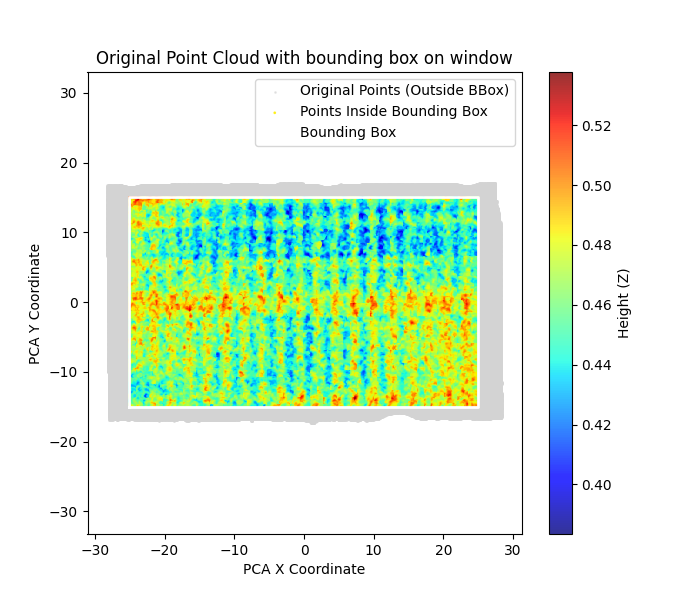 Original Point Cloud with bounding box on window
Original Points (Outside BBox)
Points Inside Bounding Box
Bounding Box
30
20
10
0
−10
−20
−30
PCA Y Coordinate
−30 −20 −10 0 10 20 30
PCA X Coordinate
0.52
0.50
0.48
0.46
0.44
0.42
0.40
Height (Z)